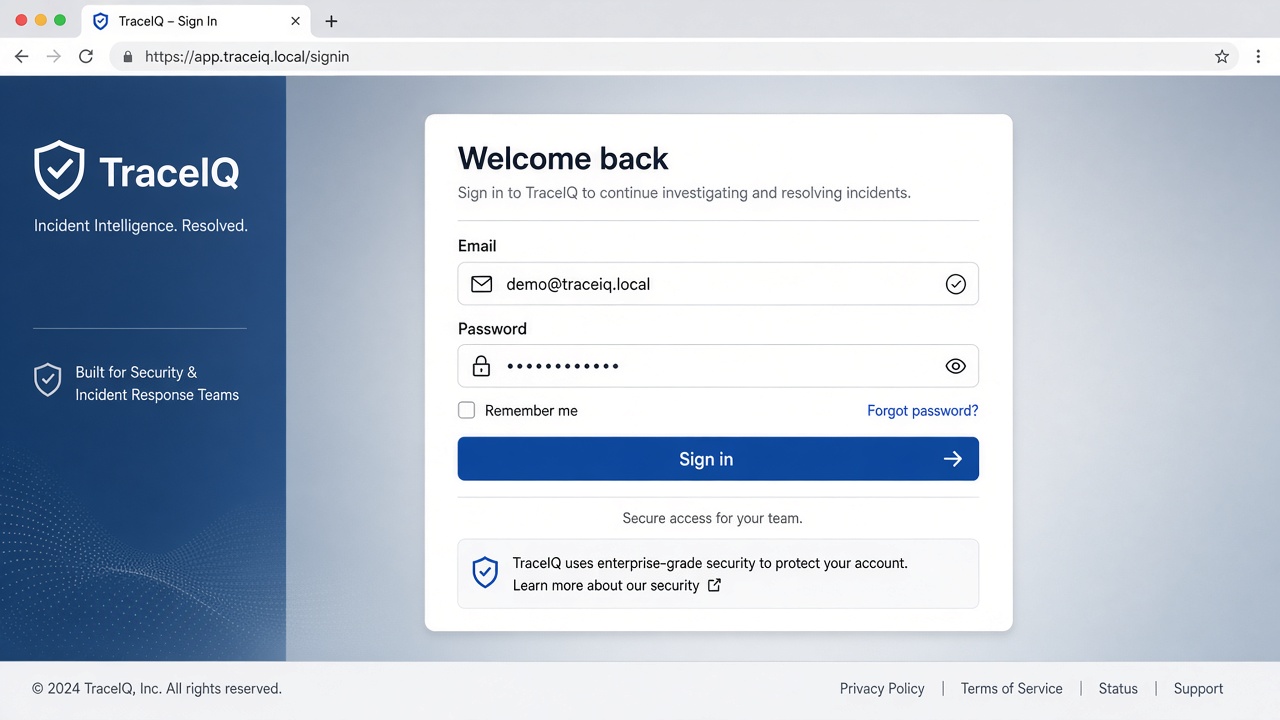 TraceIQ – Sign In
https://app.traceiq.local/signin
TraceIQ
Incident Intelligence. Resolved.
Built for Security &
Incident Response Teams
Welcome back
Sign in to TraceIQ to continue investigating and resolving incidents.
Email
demo@traceiq.local
Password
••••••••••••
Remember me
Forgot password?
Sign in
Secure access for your team.
TraceIQ uses enterprise-grade security to protect your account.
Learn more about our security
© 2024 TraceIQ, Inc. All rights reserved.
Privacy Policy | Terms of Service | Status | Support